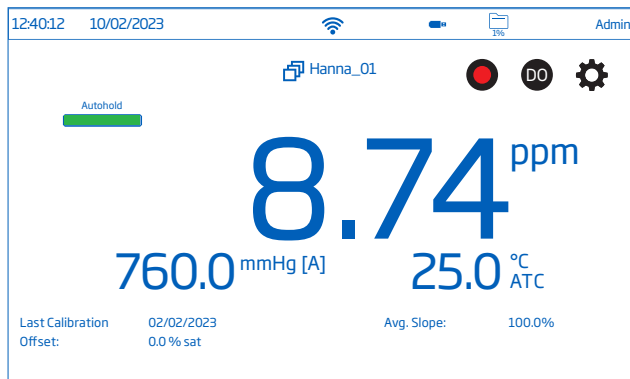 12:40:12 10/02/2023 1% Admin
Hanna_01 DO
Autohold
8.74 ppm
760.0 mmHg [A] 25.0 °C ATC
Last Calibration 02/02/2023 Avg. Slope: 100.0%
Offset: 0.0 % sat